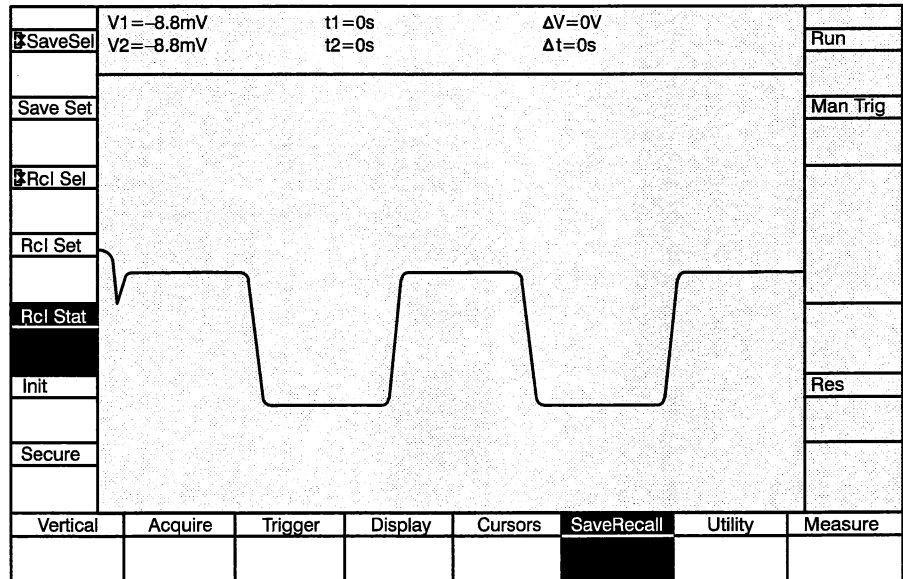 V1=–8.8mV t1=0s ΔV=0V
V2=–8.8mV t2=0s Δt=0s
SaveSel
Save Set
Rcl Sel
Rcl Set
Rcl Stat
Init
Secure
Run
Man Trig
Res
Vertical Acquire Trigger Display Cursors SaveRecall Utility Measure